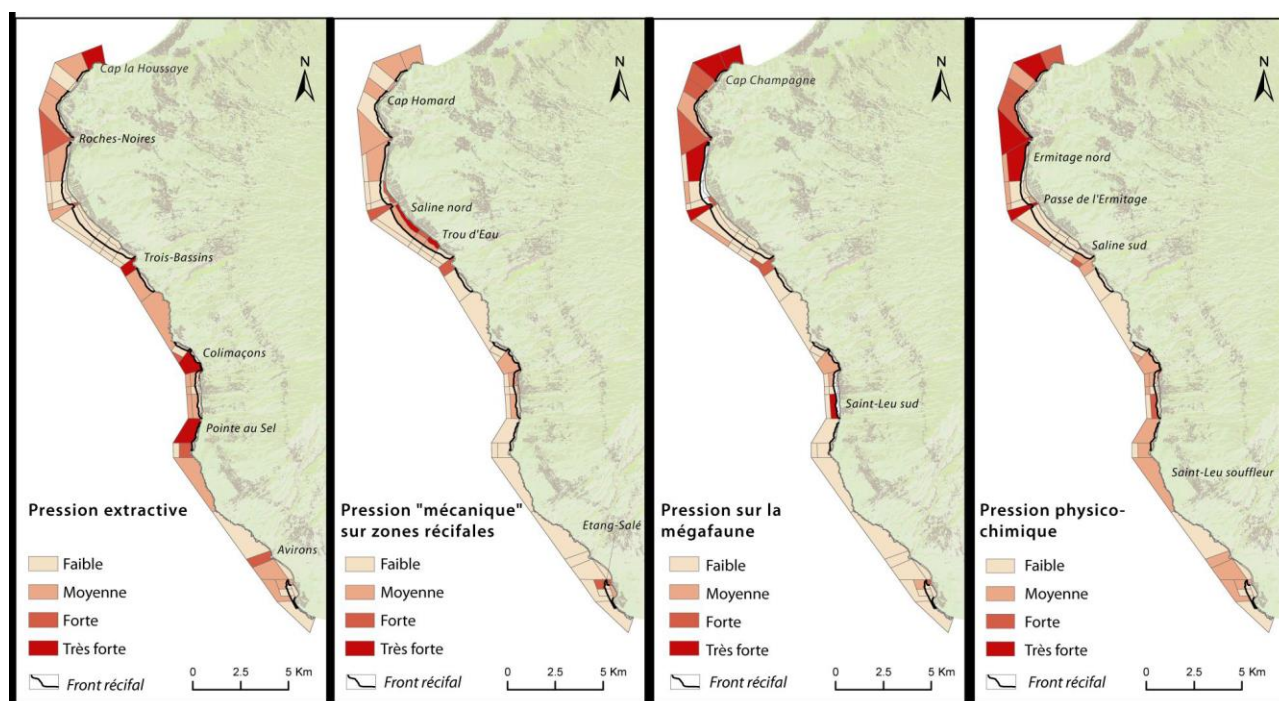 N
Cap la Houssaye
Roches-Noires
Trois-Bassins
Colimaçons
Pointe au Sel
Pression extractive
Avirons
Faible
Moyenne
Forte
Très forte
Front récifal
0 2.5 5 Km
N
Cap Homard
Saline nord
Trou d'Eau
Pression "mécanique"
sur zones récifales
Etang-Salé
Faible
Moyenne
Forte
Très forte
Front récifal
0 2.5 5 Km
N
Cap Champagne
Saint-Leu sud
Pression sur la
mégafaune
Faible
Moyenne
Forte
Très forte
Front récifal
0 2.5 5 Km
N
Ermitage nord
Passe de l'Ermitage
Saline sud
Saint-Leu souffleur
Pression physico-
chimique
Faible
Moyenne
Forte
Très forte
Front récifal
0 2.5 5 Km